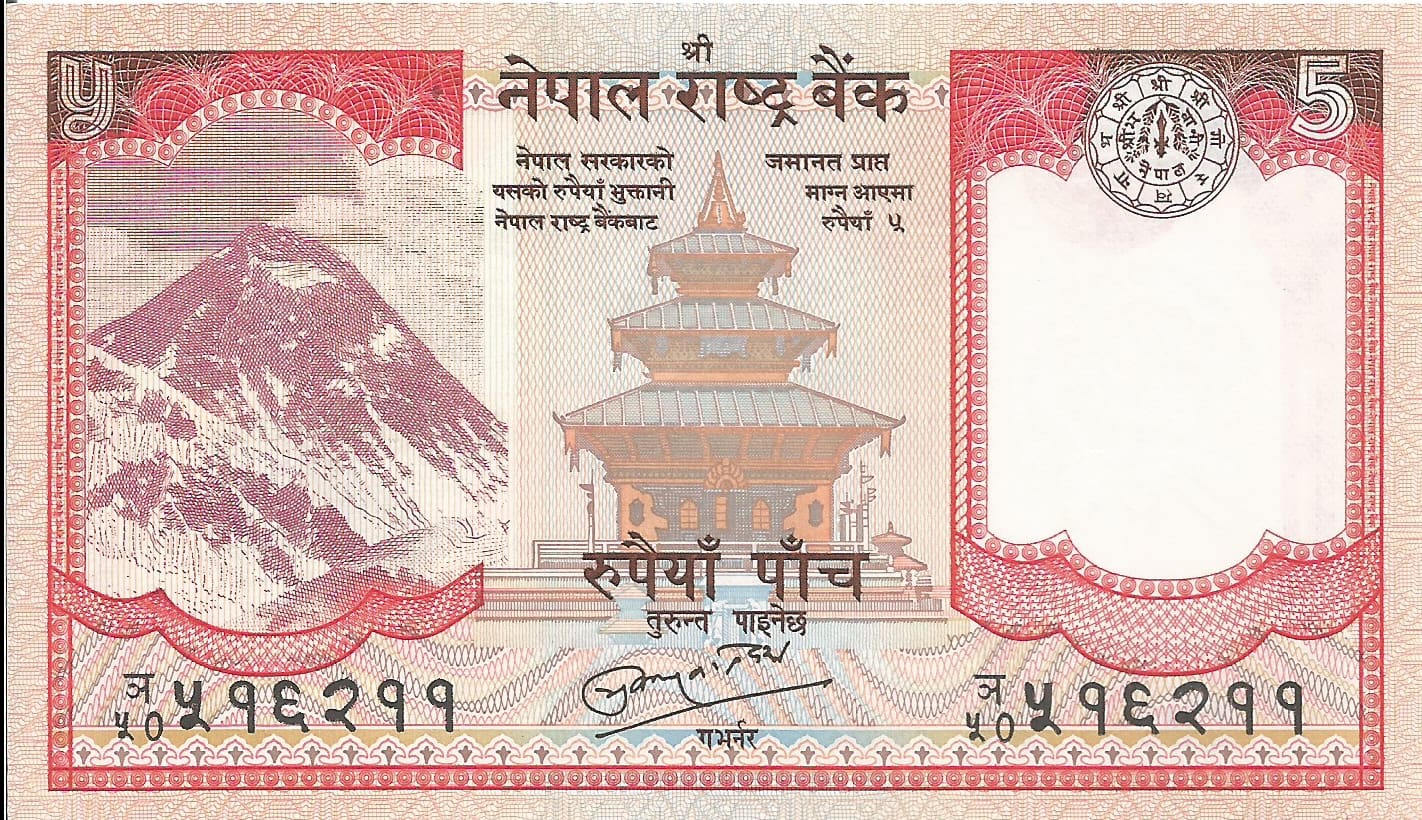 श्री
५ नेपाल राष्ट्र बैंक 5
नेपाल सरकारको जमानत प्राप्त
यसको रुपैयाँ भुक्तानी माग्न आएमा
नेपाल राष्ट्र बैंकबाट रुपैयाँ ५
श्री श्री श्री
नेपाल
रुपैयाँ पाँच
तुरुन्त पाइनेछ
ञ
५० ५१६२११
ञ
५० ५१६२११
गभर्नर